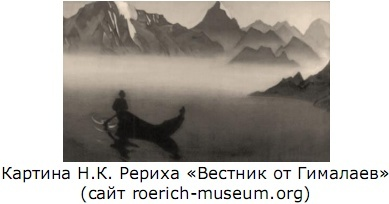 Картина Н.К. Рериха «Вестник от Гималаев»
(сайт roerich-museum.org)